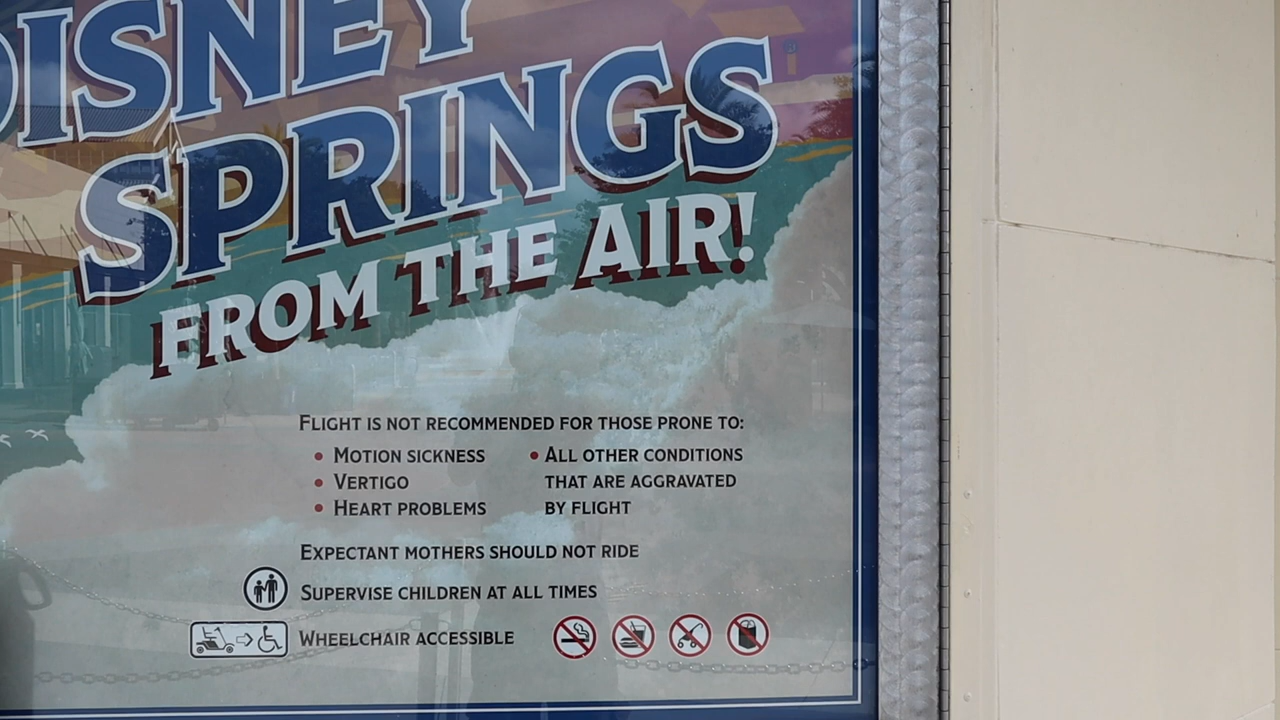 DISNEY
SPRINGS
FROM THE AIR!
FLIGHT IS NOT RECOMMENDED FOR THOSE PRONE TO:
• MOTION SICKNESS
• VERTIGO
• HEART PROBLEMS
• ALL OTHER CONDITIONS
THAT ARE AGGRAVATED
BY FLIGHT
EXPECTANT MOTHERS SHOULD NOT RIDE
SUPERVISE CHILDREN AT ALL TIMES
WHEELCHAIR ACCESSIBLE